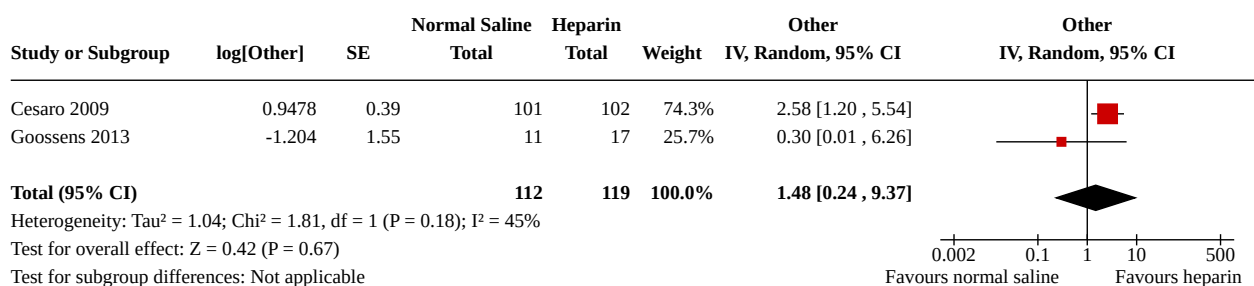 Normal Saline Heparin Other Other
Study or Subgroup log[Other] SE Total Total Weight IV, Random, 95% CI IV, Random, 95% CI
Cesaro 2009 0.9478 0.39 101 102 74.3% 2.58 [1.20 , 5.54]
Goossens 2013 -1.204 1.55 11 17 25.7% 0.30 [0.01 , 6.26]
Total (95% CI) 112 119 100.0% 1.48 [0.24 , 9.37]
Heterogeneity: Tau² = 1.04; Chi² = 1.81, df = 1 (P = 0.18); I² = 45%
Test for overall effect: Z = 0.42 (P = 0.67) 0.002 0.1 1 10 500
Test for subgroup differences: Not applicable Favours normal saline Favours heparin